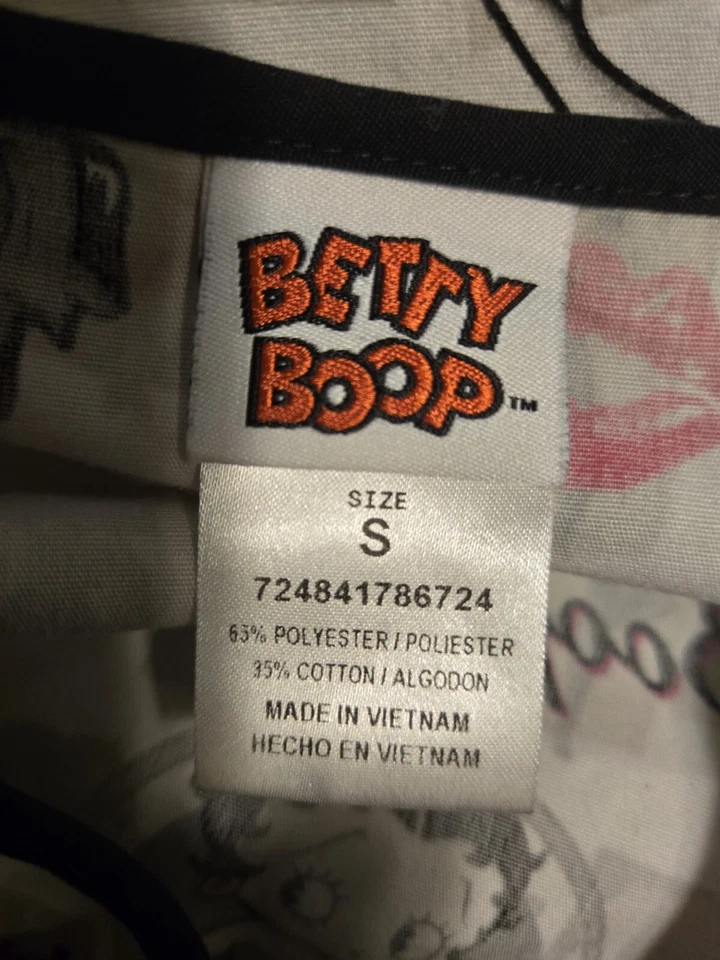 BETTY
BOOP™
SIZE
S
724841786724
65% POLYESTER / POLIESTER
35% COTTON / ALGODON
MADE IN VIETNAM
HECHO EN VIETNAM